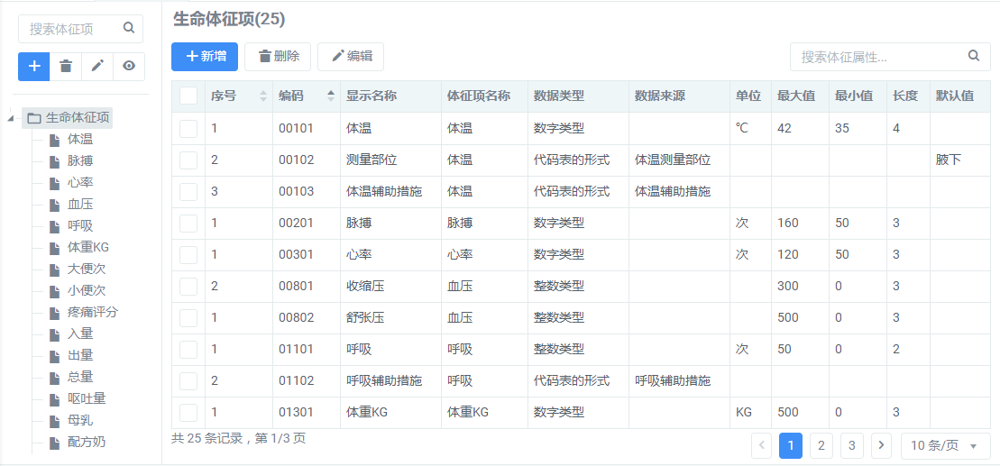 搜索体征项
生命体征项
体温
脉搏
心率
血压
呼吸
体重KG
大便次
小便次
疼痛评分
入量
出量
总量
呕吐量
母乳
配方奶
生命体征项(25)
新增 删除 编辑 搜索体征属性...
序号 编码 显示名称 体征项名称 数据类型 数据来源 单位 最大值 最小值 长度 默认值
1 00101 体温 体温 数字类型 ℃ 42 35 4
2 00102 测量部位 体温 代码表的形式 体温测量部位 腋下
3 00103 体温辅助措施 体温 代码表的形式 体温辅助措施
1 00201 脉搏 脉搏 数字类型 次 160 50 3
1 00301 心率 心率 数字类型 次 120 50 3
2 00801 收缩压 血压 整数类型 300 0 3
1 00802 舒张压 血压 整数类型 500 0 3
1 01101 呼吸 呼吸 整数类型 次 50 0 2
2 01102 呼吸辅助措施 呼吸 代码表的形式 呼吸辅助措施
1 01301 体重KG 体重KG 数字类型 KG 500 0 3
共 25 条记录，第 1/3 页
1 2 3 10 条/页